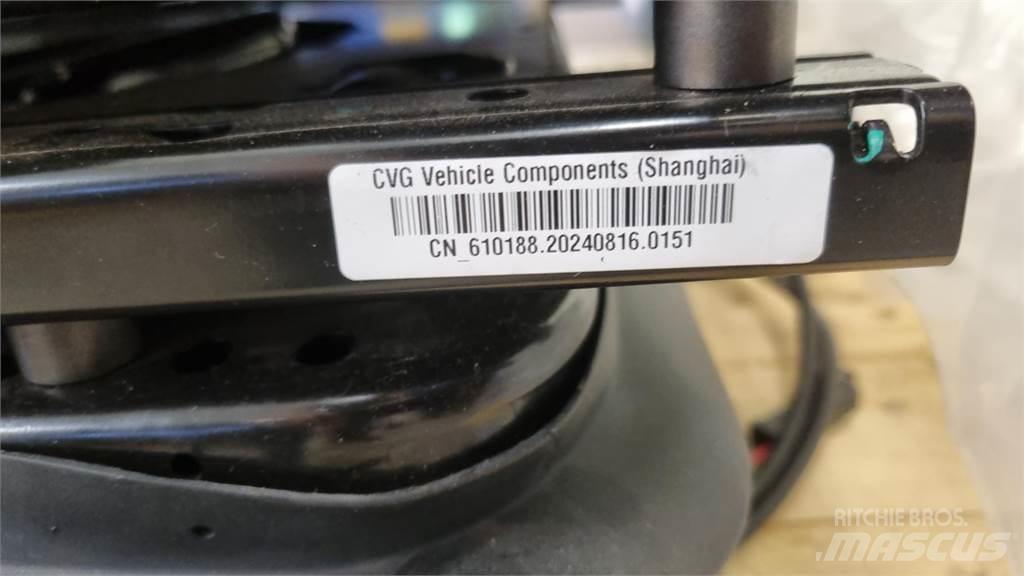 CVG Vehicle Components (Shanghai)
CN_610188.20240816.0151
RITCHIE BROS.
MASCUS